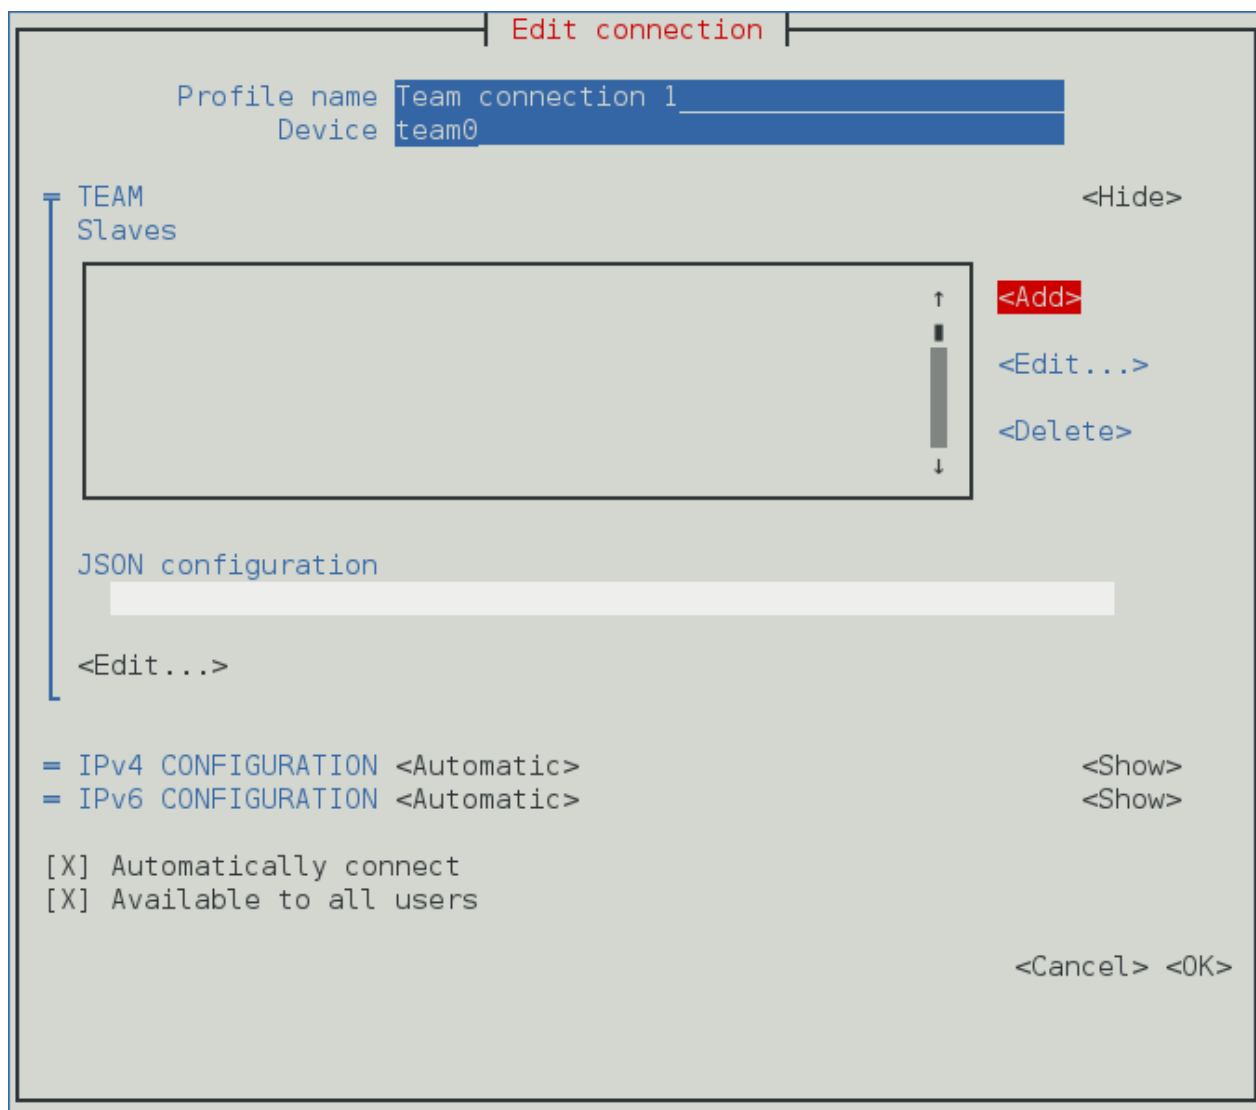 Edit connection
Profile name Team connection 1
Device team0
TEAM <Hide>
Slaves
↑ <Add>
<Edit...>
<Delete>
↓
JSON configuration
<Edit...>
= IPv4 CONFIGURATION <Automatic> <Show>
= IPv6 CONFIGURATION <Automatic> <Show>
[X] Automatically connect
[X] Available to all users
<Cancel> <OK>